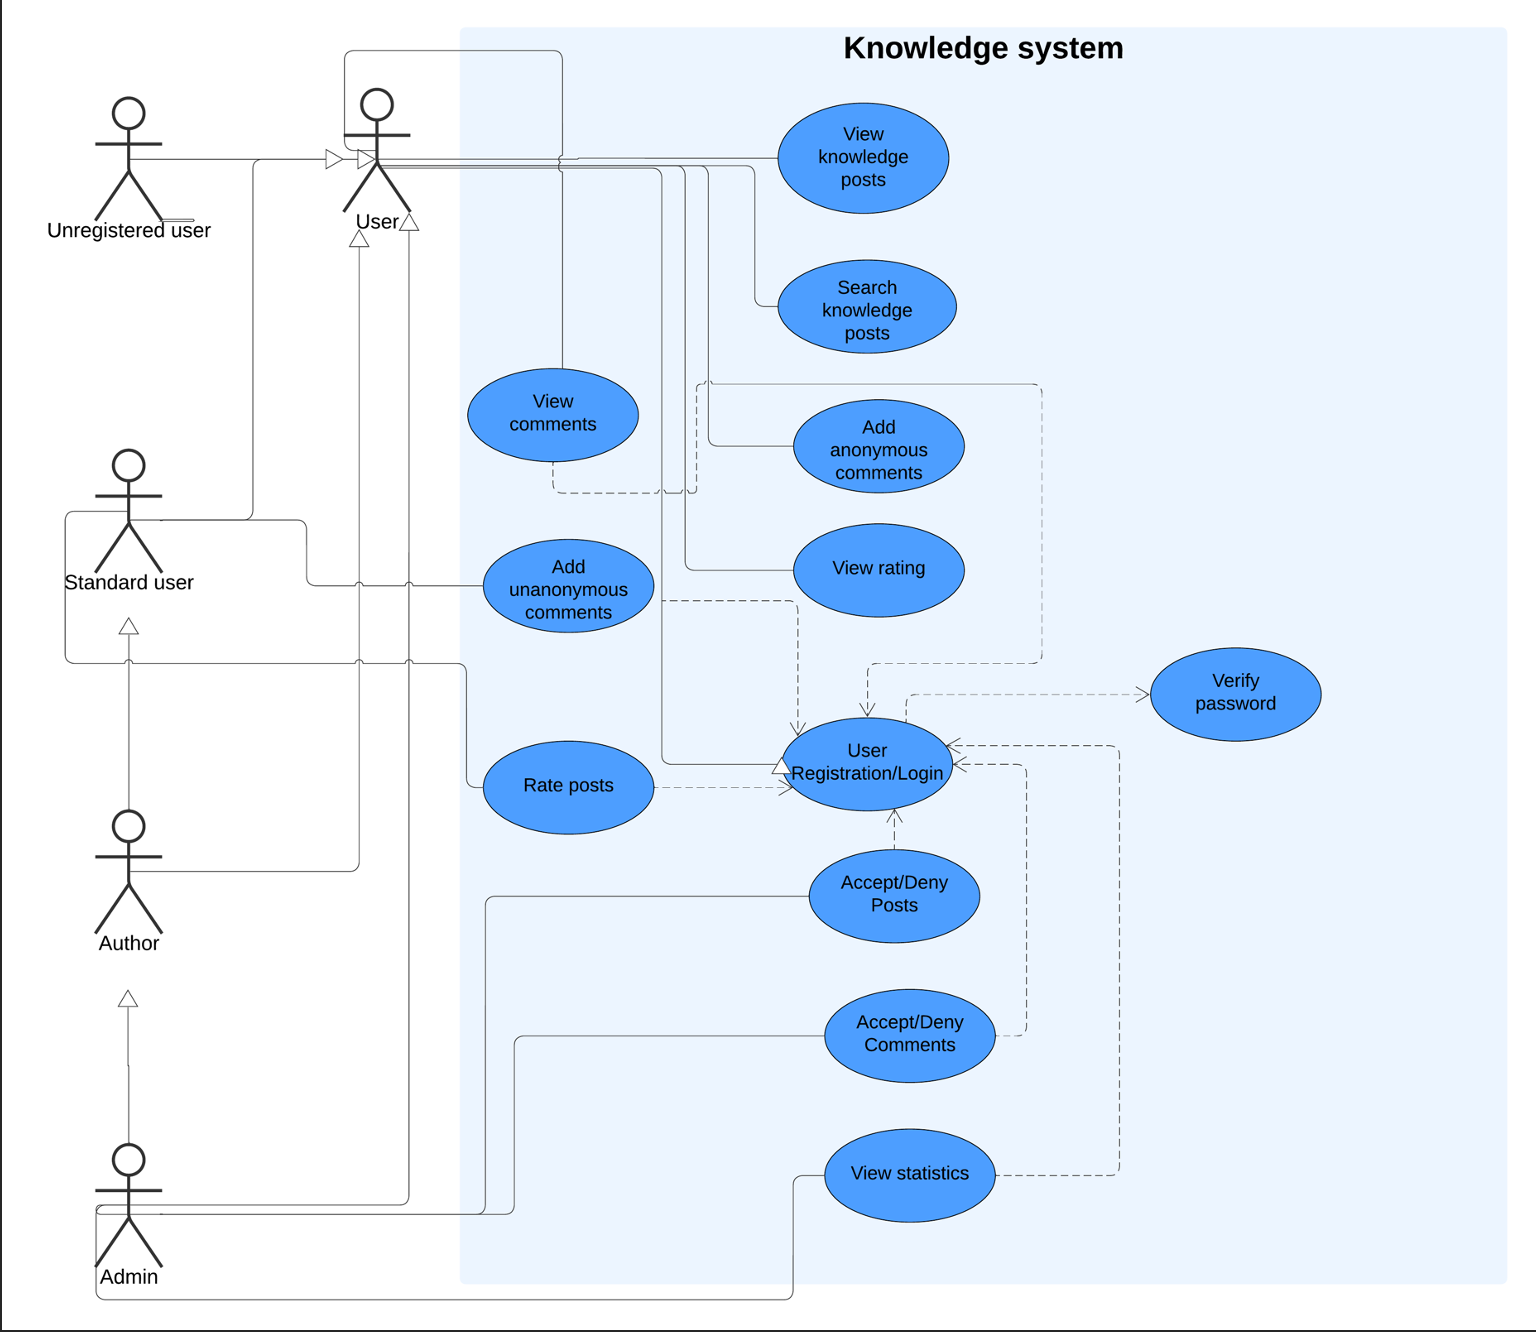 Knowledge system
View
knowledge
posts
User
Unregistered user
Search
knowledge
posts
View
comments
Add
anonymous
comments
Standard user
Add
unanonymous
comments
View rating
Verify
password
User
Registration/Login
Rate posts
Accept/Deny
Posts
Author
Accept/Deny
Comments
View statistics
Admin